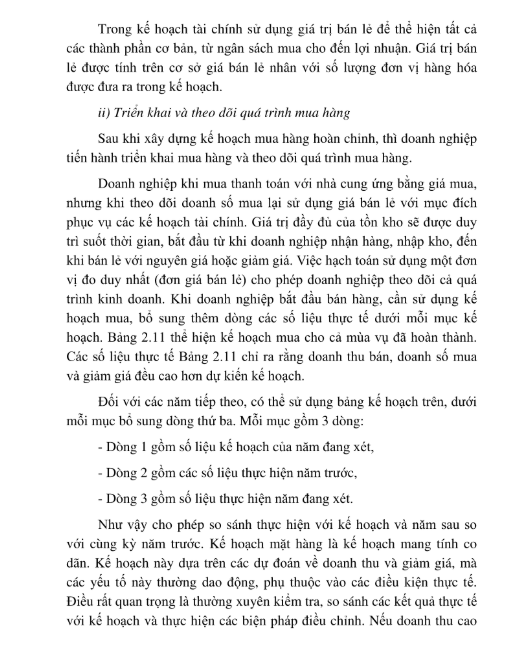 Trong kế hoạch tài chính sử dụng giá trị bán lẻ để thể hiện tất cả
các thành phần cơ bản, từ ngân sách mua cho đến lợi nhuận. Giá trị bán
lẻ được tính trên cơ sở giá bán lẻ nhân với số lượng đơn vị hàng hóa
được đưa ra trong kế hoạch.
ii) Triển khai và theo dõi quá trình mua hàng
Sau khi xây dựng kế hoạch mua hàng hoàn chỉnh, thì doanh nghiệp
tiến hành triển khai mua hàng và theo dõi quá trình mua hàng.
Doanh nghiệp khi mua thanh toán với nhà cung ứng bằng giá mua,
nhưng khi theo dõi doanh số mua lại sử dụng giá bán lẻ với mục đích
phục vụ các kế hoạch tài chính. Giá trị đầy đủ của tồn kho sẽ được duy
trì suốt thời gian, bắt đầu từ khi doanh nghiệp nhận hàng, nhập kho, đến
khi bán lẻ với nguyên giá hoặc giảm giá. Việc hạch toán sử dụng một đơn
vị đo duy nhất (đơn giá bán lẻ) cho phép doanh nghiệp theo dõi cả quá
trình kinh doanh. Khi doanh nghiệp bắt đầu bán hàng, cần sử dụng kế
hoạch mua, bổ sung thêm dòng các số liệu thực tế dưới mỗi mục kế
hoạch. Bảng 2.11 thể hiện kế hoạch mua cho cả mùa vụ đã hoàn thành.
Các số liệu thực tế Bảng 2.11 chỉ ra rằng doanh thu bán, doanh số mua
và giảm giá đều cao hơn dự kiến kế hoạch.
Đối với các năm tiếp theo, có thể sử dụng bảng kế hoạch trên, dưới
mỗi mục bổ sung dòng thứ ba. Mỗi mục gồm 3 dòng:
- Dòng 1 gồm số liệu kế hoạch của năm đang xét,
- Dòng 2 gồm các số liệu thực hiện năm trước,
- Dòng 3 gồm số liệu thực hiện năm đang xét.
Như vậy cho phép so sánh thực hiện với kế hoạch và năm sau so
với cùng kỳ năm trước. Kế hoạch mặt hàng là kế hoạch mang tính co
dãn. Kế hoạch này dựa trên các dự đoán về doanh thu và giảm giá, mà
các yếu tố này thường dao động, phụ thuộc vào các điều kiện thực tế.
Điều rất quan trọng là thường xuyên kiểm tra, so sánh các kết quả thực tế
với kế hoạch và thực hiện các biện pháp điều chỉnh. Nếu doanh thu cao